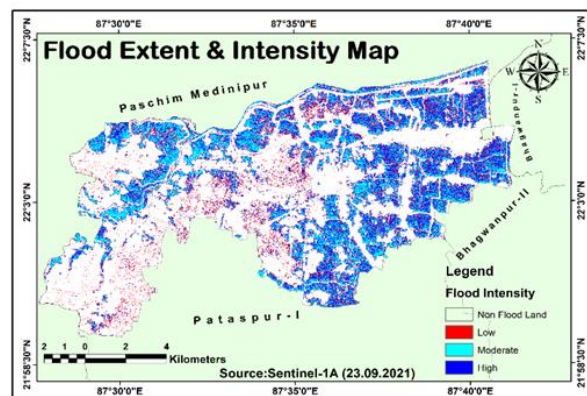 87°30'0"E 87°35'0"E 87°40'0"E
22°7'30"N
22°7'30"N
Flood Extent & Intensity Map
N
W E
S
Paschim Medinipur
Bhagwanpur-I
22°3'0"N
22°3'0"N
Bhagwanpur-II
Legend
Flood Intensity
Non Flood Land
Low
Moderate
High
Pataspur-I
2 1 0 2 4
Kilometers
Source:Sentinel-1A (23.09.2021)
21°58'30"N
21°58'30"N
87°30'0"E 87°35'0"E 87°40'0"E